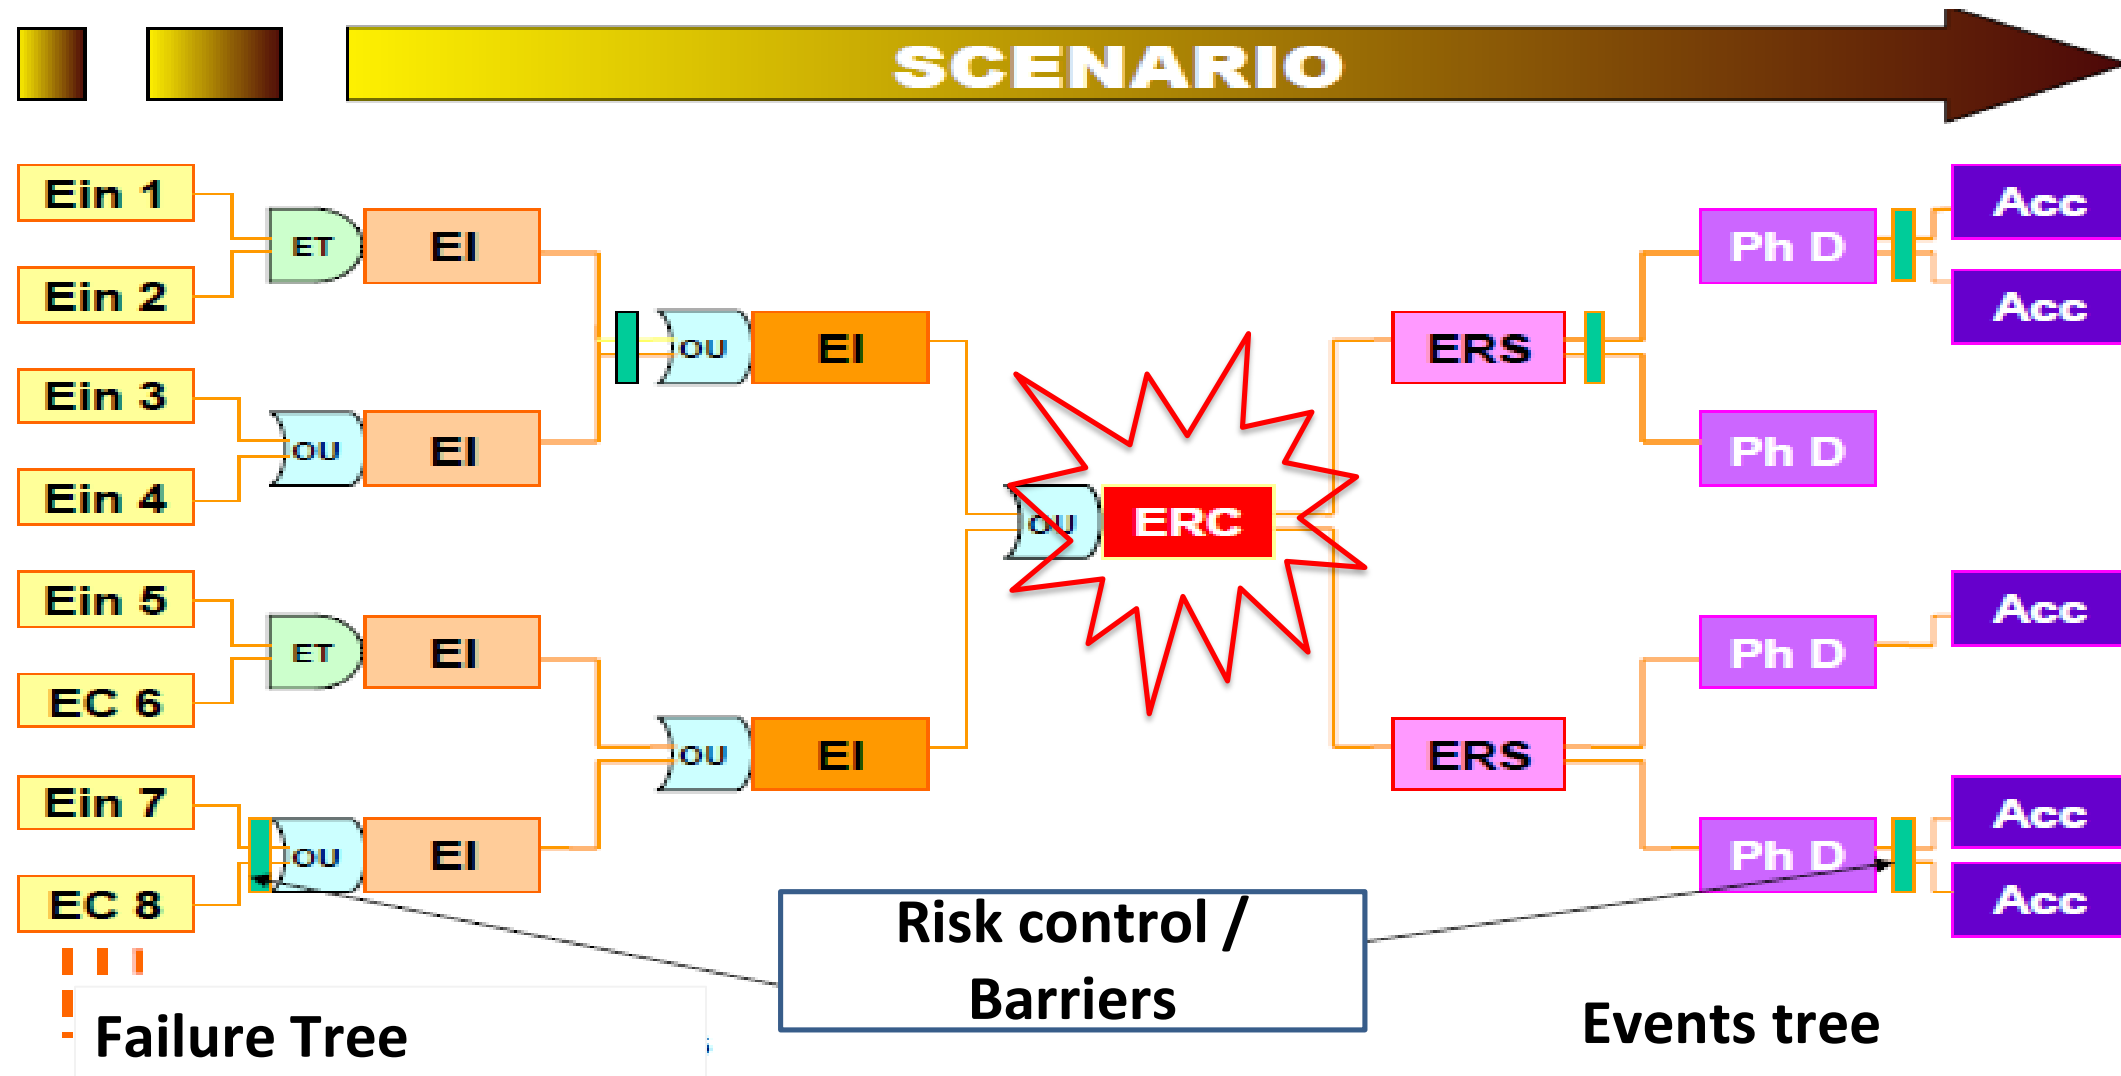 SCENARIO
Ein 1
Ein 2
Ein 3
Ein 4
Ein 5
EC 6
Ein 7
EC 8
ET
OU
ET
OU
EI
EI
EI
EI
OU
OU
EI
EI
OU
ERC
ERS
ERS
Ph D
Ph D
Ph D
Ph D
Acc
Acc
Acc
Acc
Acc
Risk control /
Barriers
Failure Tree
Events tree